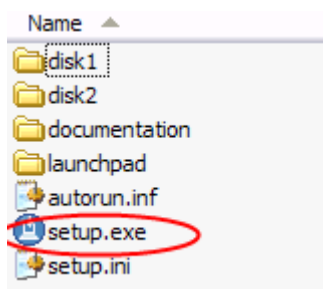 Name
disk1
disk2
documentation
launchpad
autorun.inf
setup.exe
setup.ini